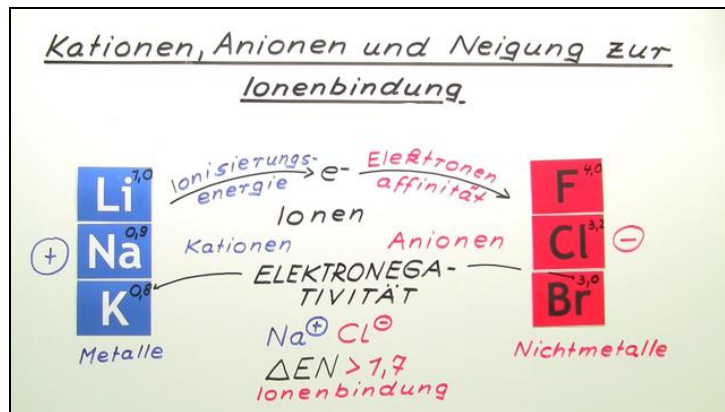 Kationen, Anionen und Neigung zur
Ionenbindung
Li 1,0
Na 0,9
K 0,8
+
Metalle
Ionisierungs-
energie
e-
Elektronen
affinität
Ionen
Kationen
Anionen
ELEKTRONEGA-
TIVITÄT
Na⊕ Cl⊖
ΔEN > 1,7
Ionenbindung
F 4,0
Cl 3,2
Br 3,0
−
Nichtmetalle